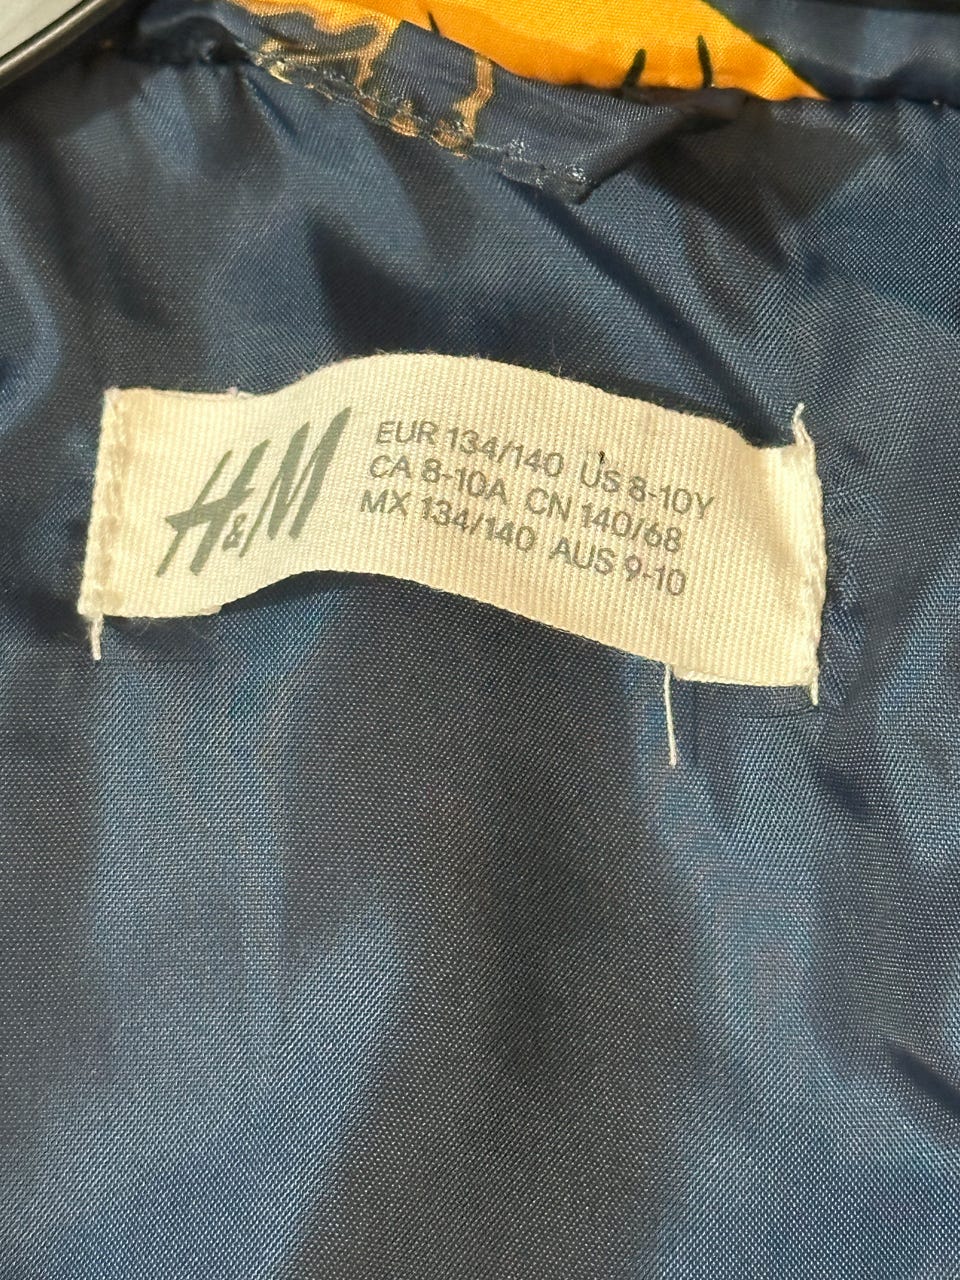 H&M
EUR 134/140 US 8-10Y
CA 8-10A CN 140/68
MX 134/140 AUS 9-10